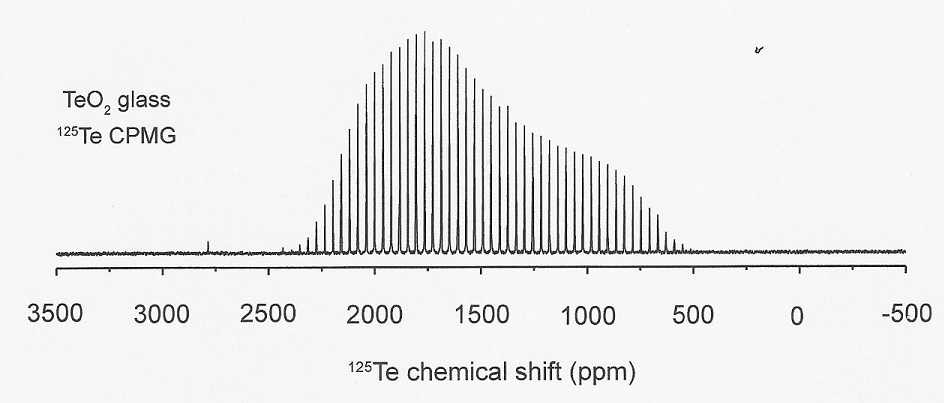 TeO₂ glass
¹²⁵Te CPMG
3500 3000 2500 2000 1500 1000 500 0 -500
¹²⁵Te chemical shift (ppm)